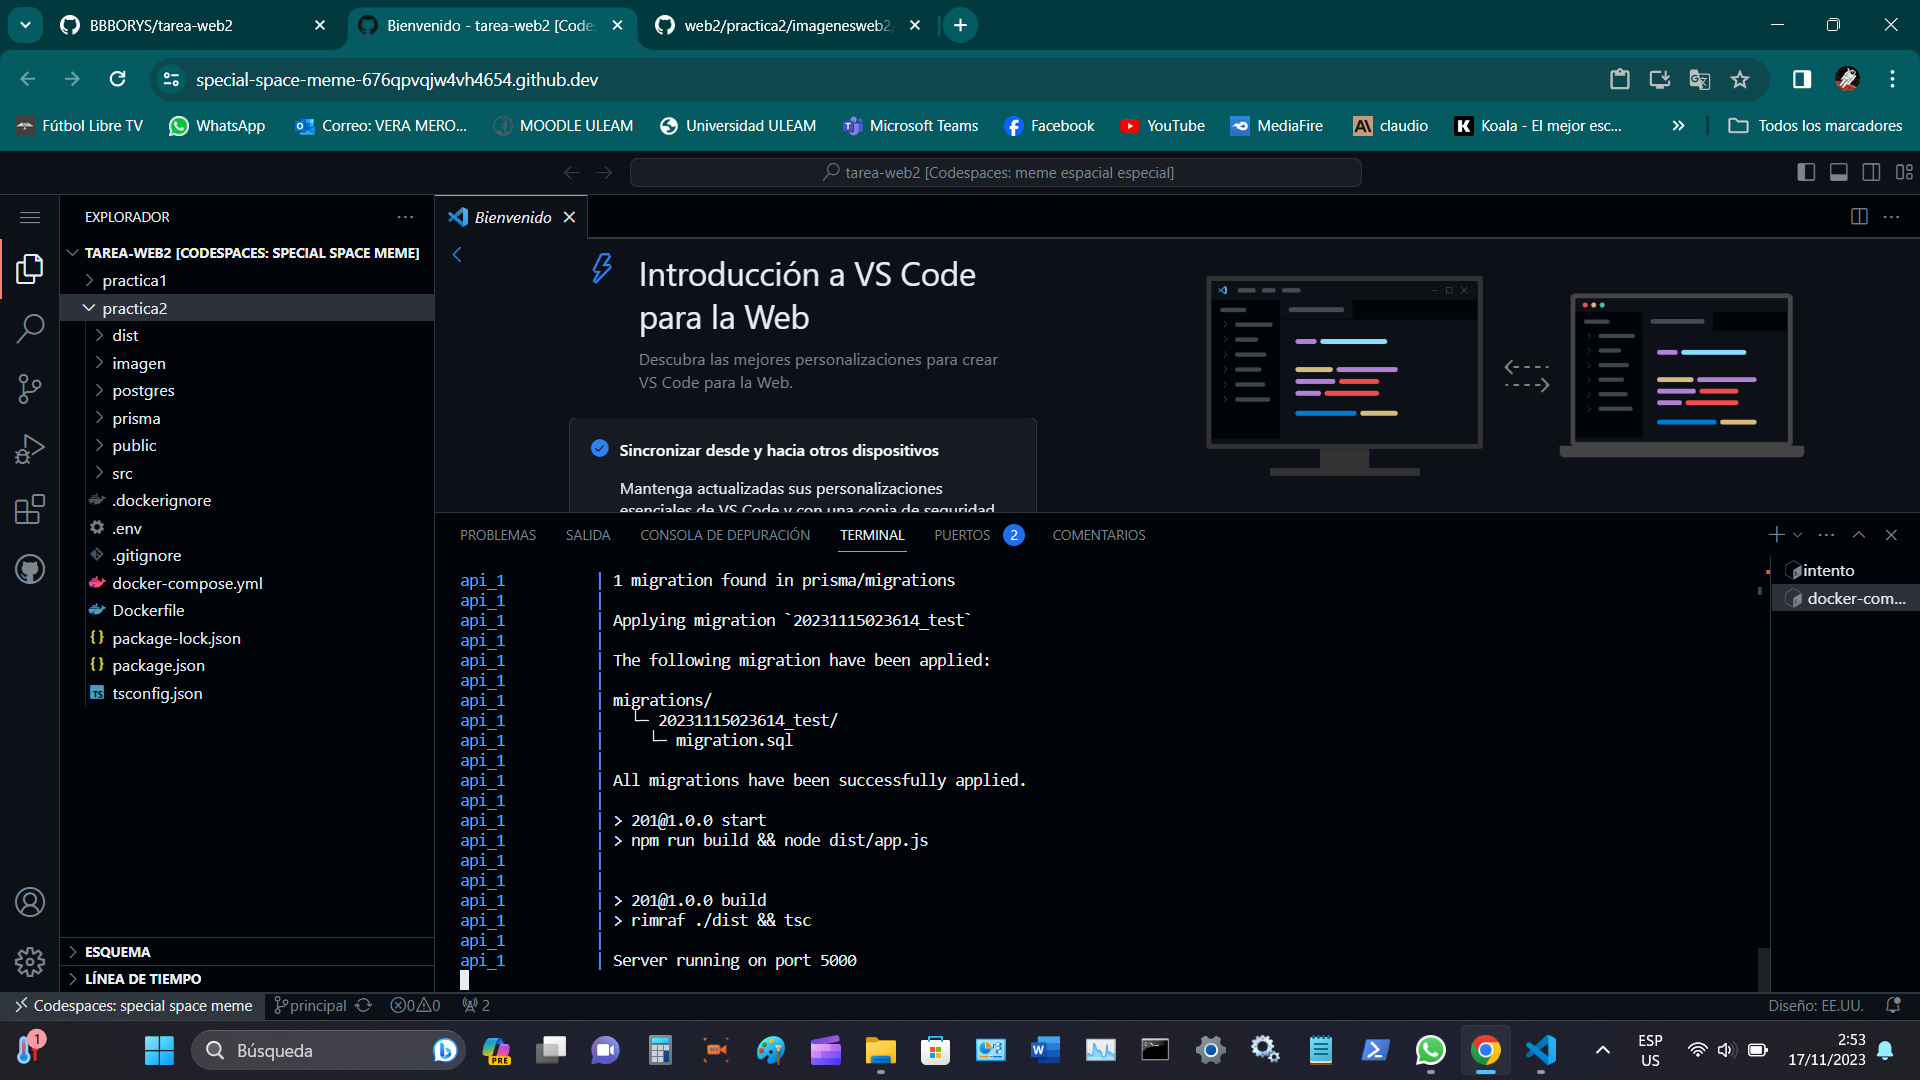 BBBORYS/tarea-web2
Bienvenido - tarea-web2 [Code
web2/practica2/imagenesweb2
special-space-meme-676qpvqjw4vh4654.github.dev
Fútbol Libre TV
WhatsApp
Correo: VERA MERO...
MOODLE ULEAM
Universidad ULEAM
Microsoft Teams
Facebook
YouTube
MediaFire
claudio
Koala - El mejor esc...
Todos los marcadores
tarea-web2 [Codespaces: meme espacial especial]
EXPLORADOR
Bienvenido
TAREA-WEB2 [CODESPACES: SPECIAL SPACE MEME]
practica1
practica2
dist
imagen
postgres
prisma
public
src
.dockerignore
.env
.gitignore
docker-compose.yml
Dockerfile
package-lock.json
package.json
tsconfig.json
ESQUEMA
LÍNEA DE TIEMPO
Introducción a VS Code
para la Web
Descubra las mejores personalizaciones para crear
VS Code para la Web.
Sincronizar desde y hacia otros dispositivos
Mantenga actualizadas sus personalizaciones
esenciales de VS Code y con una copia de seguridad
PROBLEMAS
SALIDA
CONSOLA DE DEPURACIÓN
TERMINAL
PUERTOS 2
COMENTARIOS
intento
docker-com...
api_1 | 1 migration found in prisma/migrations
api_1 |
api_1 | Applying migration `20231115023614_test`
api_1 |
api_1 | The following migration have been applied:
api_1 |
api_1 | migrations/
api_1 | └─ 20231115023614_test/
api_1 | └─ migration.sql
api_1 |
api_1 | All migrations have been successfully applied.
api_1 |
api_1 | > 201@1.0.0 start
api_1 | > npm run build && node dist/app.js
api_1 |
api_1 |
api_1 | > 201@1.0.0 build
api_1 | > rimraf ./dist && tsc
api_1 |
api_1 | Server running on port 5000
Codespaces: special space meme
principal
0 0
2
Diseño: EE.UU.
1
Búsqueda
PRE
ESP
US
2:53
17/11/2023